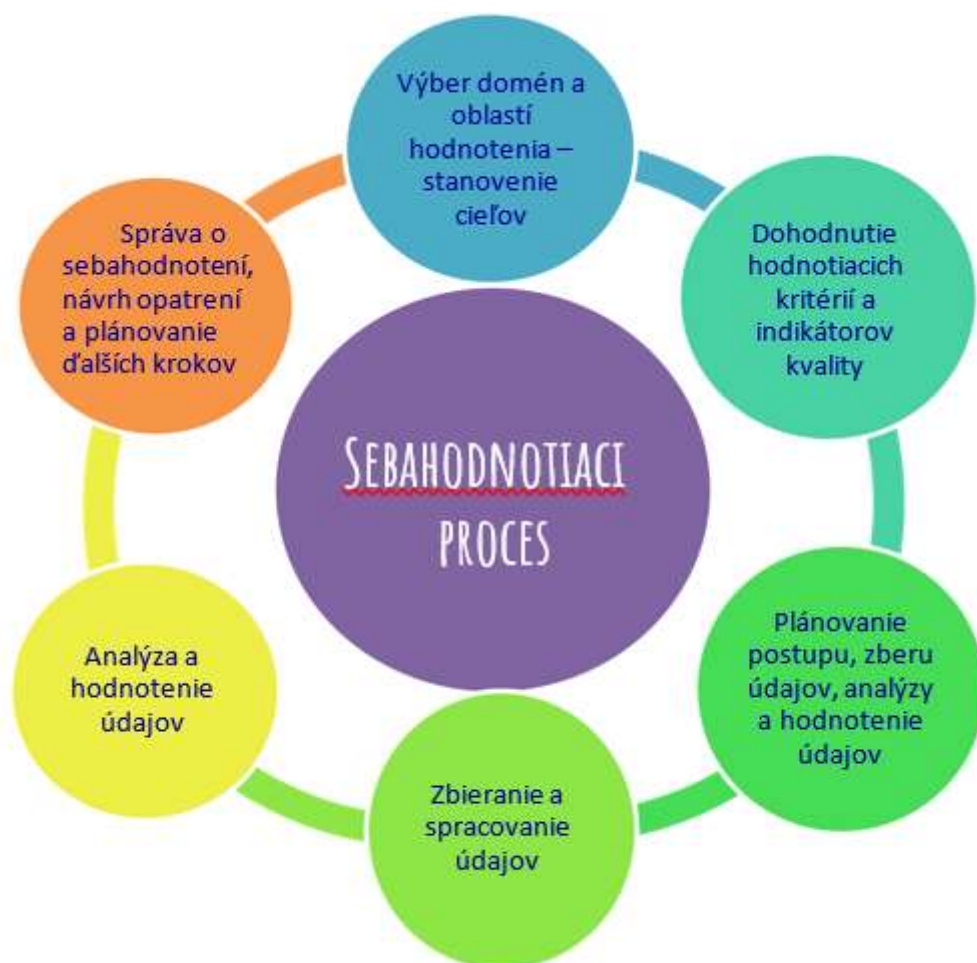 Výber domén a
oblastí
hodnotenia –
stanovenie
cieľov
Dohodnutie
hodnotiacich
kritérií a
indikátorov
kvality
Plánovanie
postupu, zberu
údajov, analýzy
a hodnotenie
údajov
Zbieranie a
spracovanie
údajov
Analýza a
hodnotenie
údajov
Správa o
sebahodnotení,
návrh opatrení
a plánovanie
ďalších krokov
SEBAHODNOTIACI
PROCES